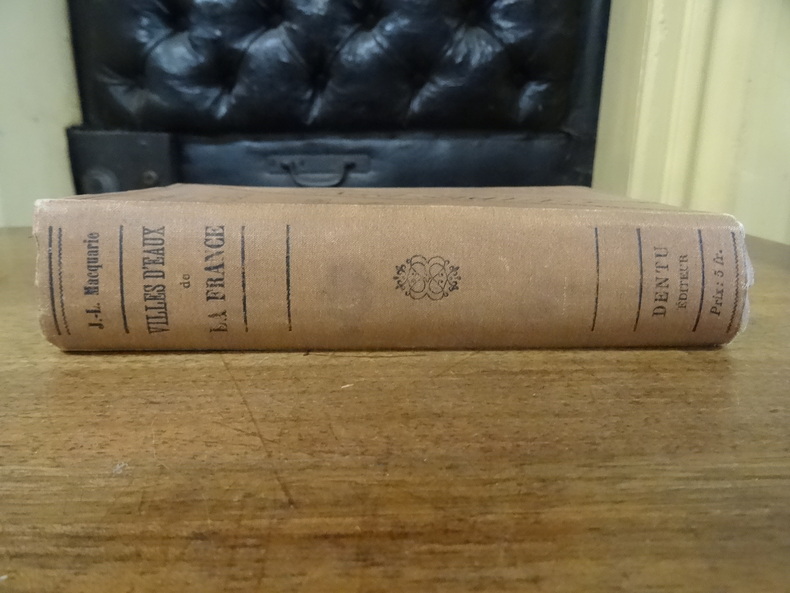 J.-L. Macquarie
VILLES D'EAUX
de
LA FRANCE
DENTU
ÉDITEUR
Prix: 5 fr.